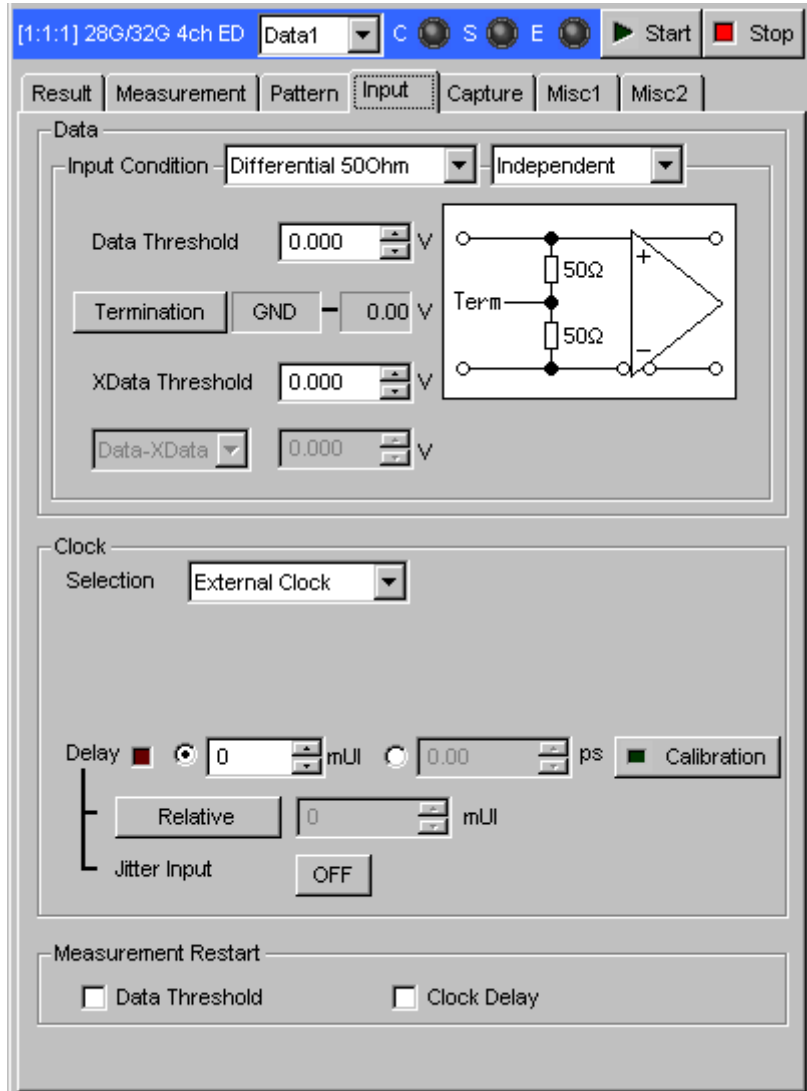 [1:1:1] 28G/32G 4ch ED Data1 C S E Start Stop
Result Measurement Pattern Input Capture Misc1 Misc2
Data
Input Condition Differential 50Ohm Independent
Data Threshold 0.000 V
+
50Ω
Termination GND 0.00 V Term
50Ω
−
XData Threshold 0.000 V
Data-XData 0.000 V
Clock
Selection External Clock
Delay 0 mUI 0.00 ps Calibration
Relative 0 mUI
Jitter Input OFF
Measurement Restart
Data Threshold Clock Delay